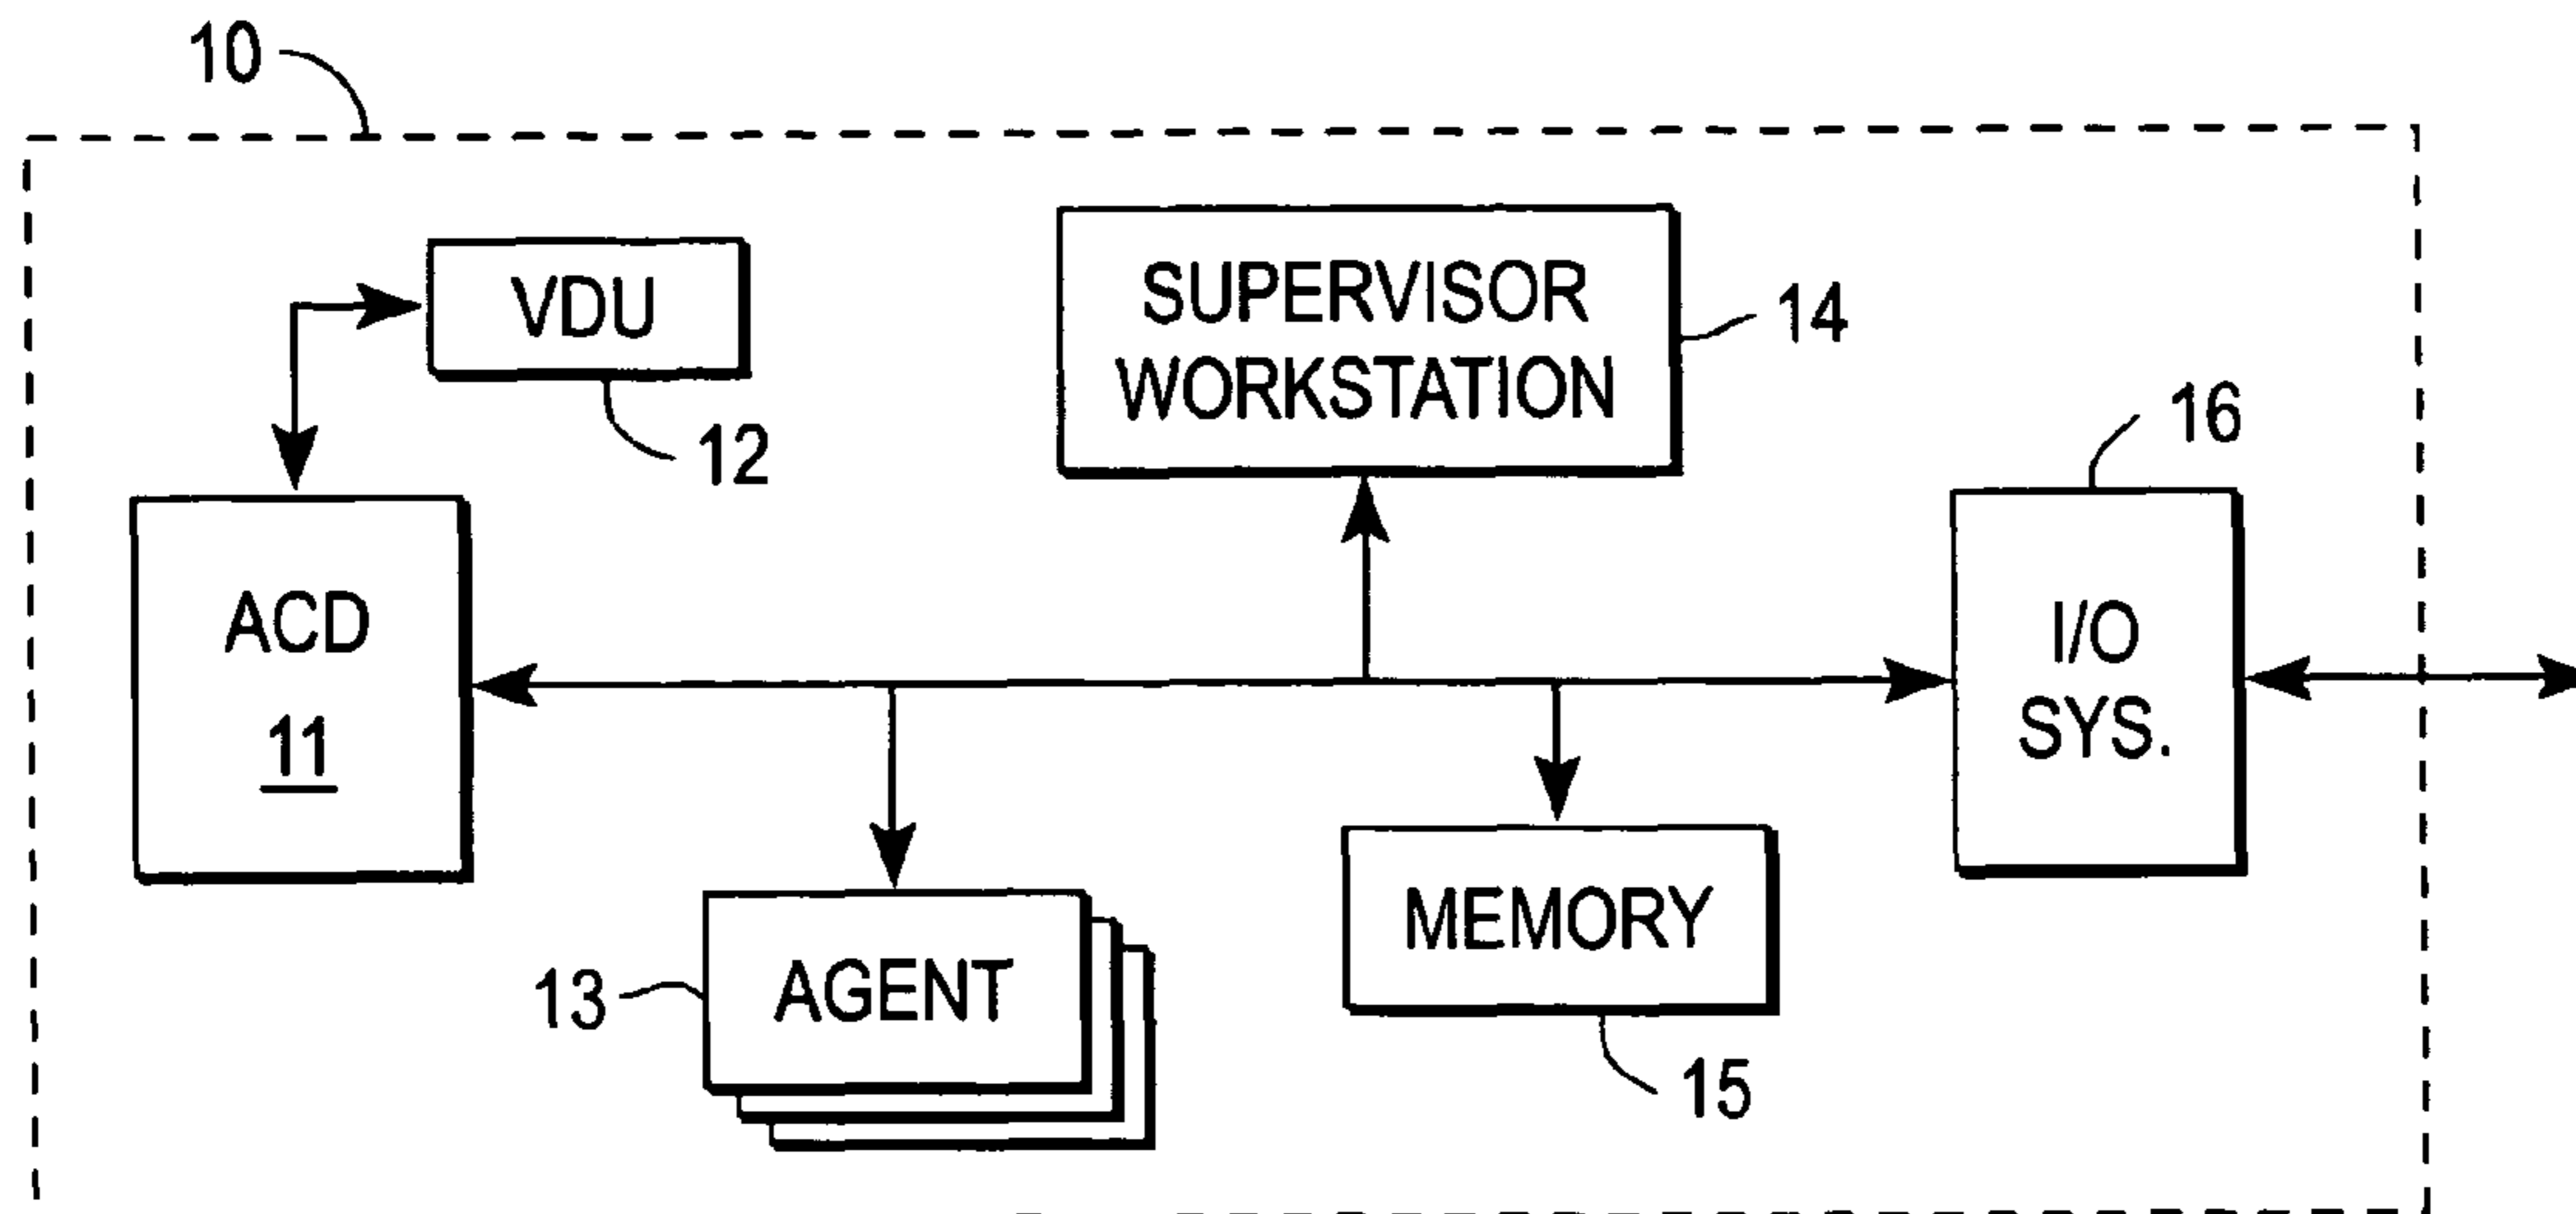 10
VDU
12
SUPERVISOR
WORKSTATION
14
16
ACD
11
I/O
SYS.
13
AGENT
MEMORY
15